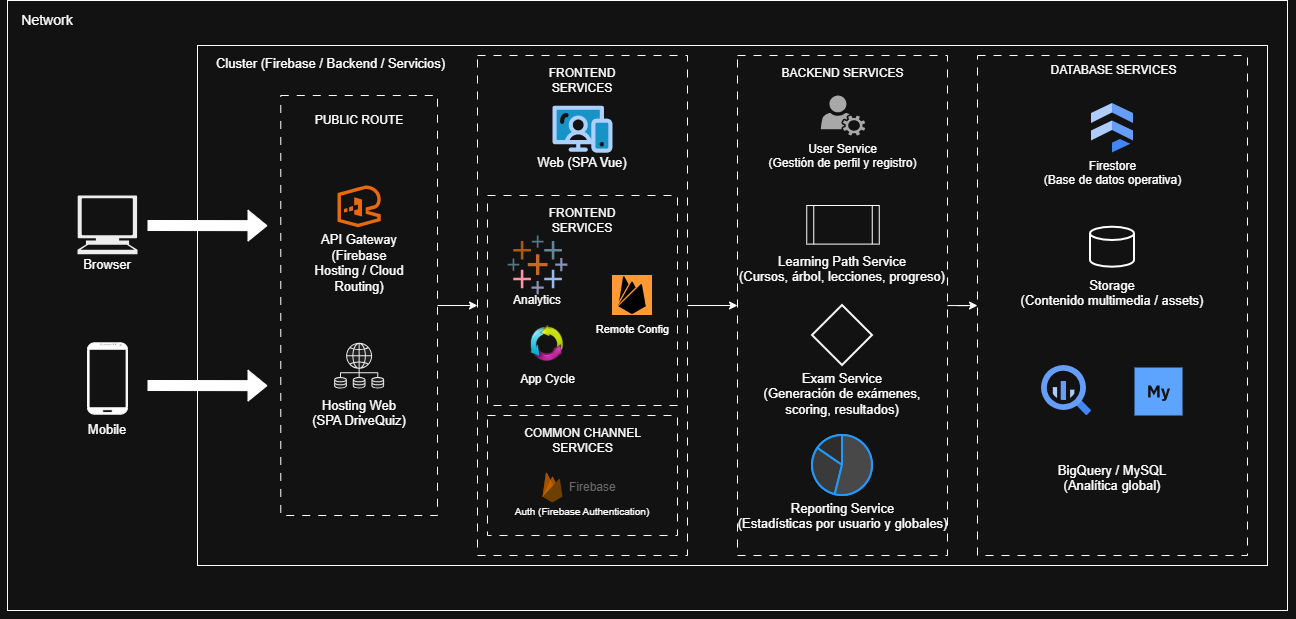 Network
Cluster (Firebase / Backend / Servicios)
PUBLIC ROUTE
Browser
Mobile
API Gateway
(Firebase
Hosting / Cloud
Routing)
Hosting Web
(SPA DriveQuiz)
FRONTEND
SERVICES
Web (SPA Vue)
FRONTEND
SERVICES
Analytics
Remote Config
App Cycle
COMMON CHANNEL
SERVICES
Firebase
Auth (Firebase Authentication)
BACKEND SERVICES
User Service
(Gestión de perfil y registro)
Learning Path Service
(Cursos, árbol, lecciones, progreso)
Exam Service
(Generación de exámenes,
scoring, resultados)
Reporting Service
(Estadísticas por usuario y globales)
DATABASE SERVICES
Firestore
(Base de datos operativa)
Storage
(Contenido multimedia / assets)
My
BigQuery / MySQL
(Analítica global)